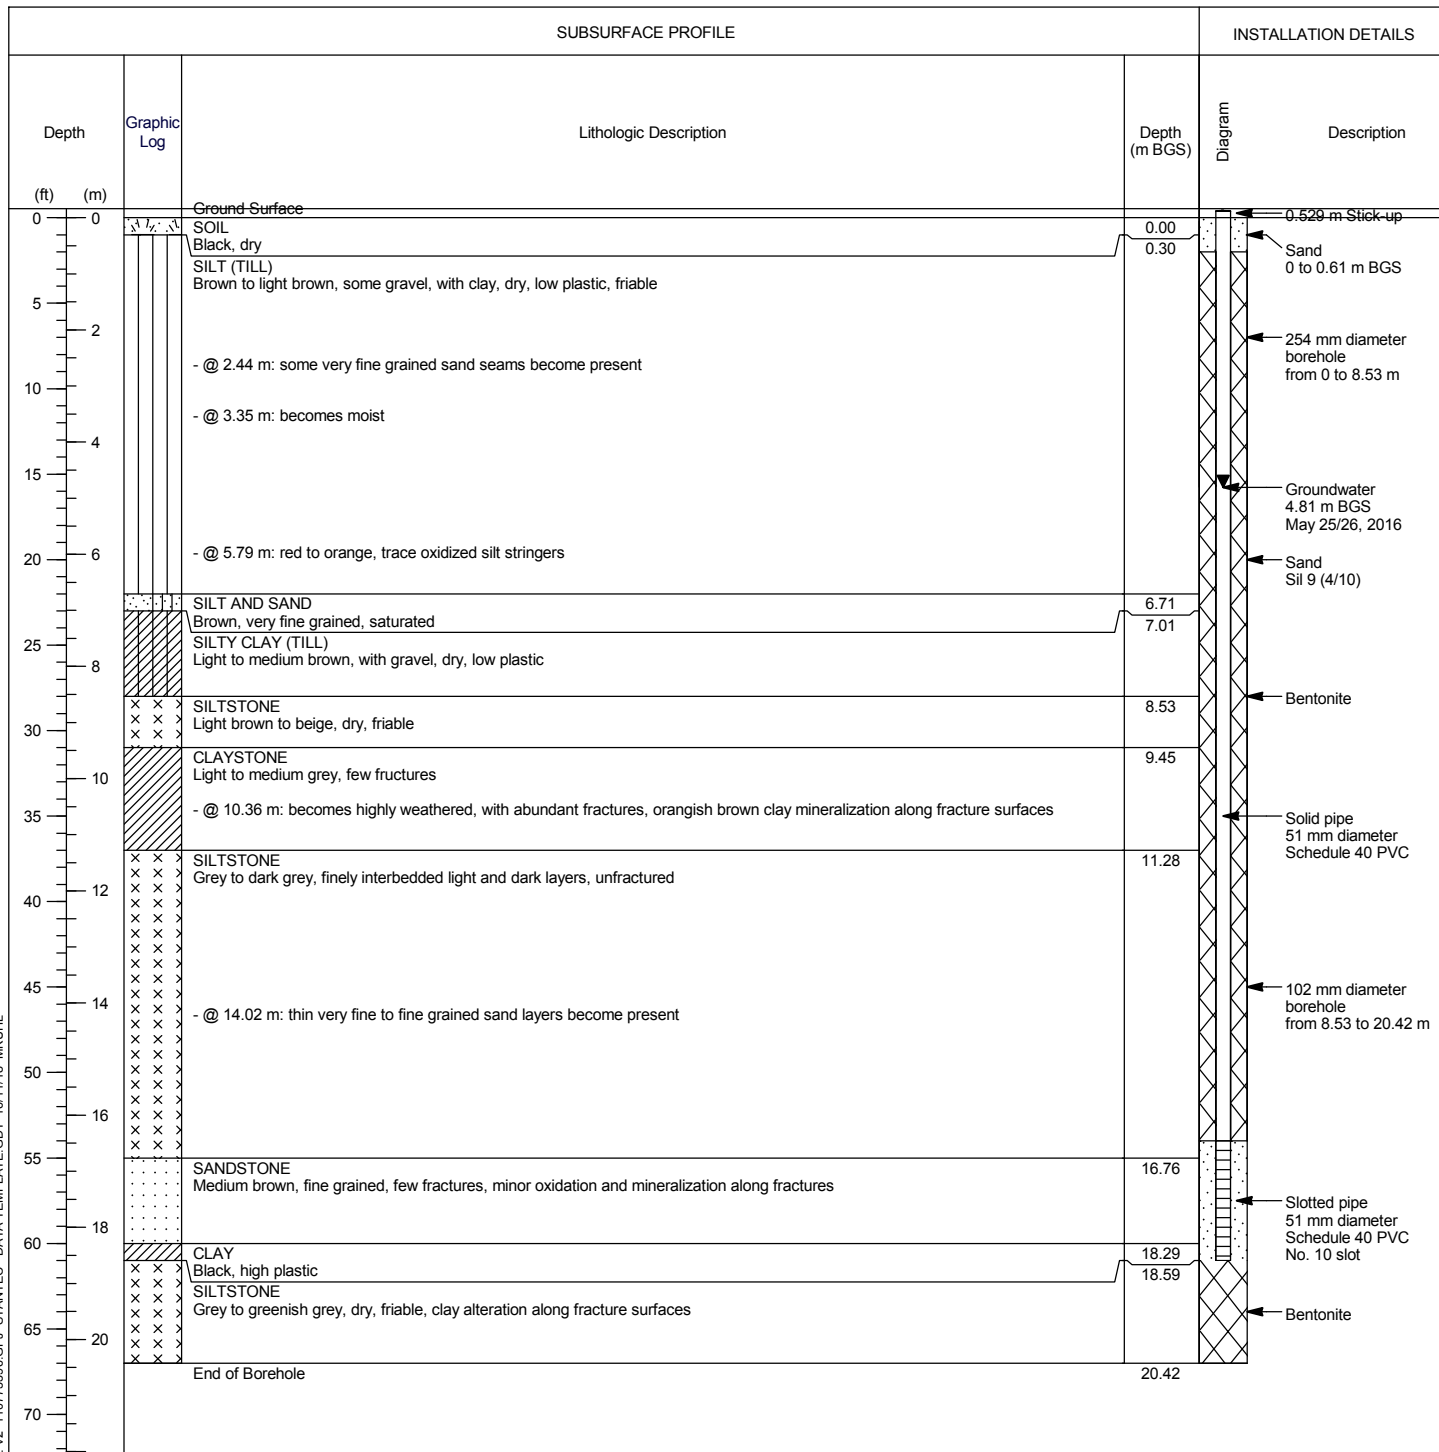 SUBSURFACE PROFILE
INSTALLATION DETAILS
Depth
Graphic
Log
Lithologic Description
Depth
(m BGS)
Diagram
Description
(ft) (m)
Ground Surface
0 0
0.529 m Stick-up
SOIL
0.00
Black, dry
0.30
Sand
0 to 0.61 m BGS
SILT (TILL)
Brown to light brown, some gravel, with clay, dry, low plastic, friable
5
2
254 mm diameter
borehole
from 0 to 8.53 m
- @ 2.44 m: some very fine grained sand seams become present
10
- @ 3.35 m: becomes moist
4
15
Groundwater
4.81 m BGS
May 25/26, 2016
- @ 5.79 m: red to orange, trace oxidized silt stringers
20 6
Sand
Sil 9 (4/10)
SILT AND SAND
6.71
Brown, very fine grained, saturated
7.01
SILTY CLAY (TILL)
Light to medium brown, with gravel, dry, low plastic
25
8
SILTSTONE
8.53
Light brown to beige, dry, friable
Bentonite
30
CLAYSTONE
9.45
Light to medium grey, few fructures
10
- @ 10.36 m: becomes highly weathered, with abundant fractures, orangish brown clay mineralization along fracture surfaces
35
Solid pipe
51 mm diameter
Schedule 40 PVC
SILTSTONE
11.28
Grey to dark grey, finely interbedded light and dark layers, unfractured
12
40
45
14
- @ 14.02 m: thin very fine to fine grained sand layers become present
102 mm diameter
borehole
from 8.53 to 20.42 m
50
16
55
SANDSTONE
16.76
Medium brown, fine grained, few fractures, minor oxidation and mineralization along fractures
18
Slotted pipe
51 mm diameter
Schedule 40 PVC
No. 10 slot
60
CLAY
18.29
Black, high plastic
18.59
SILTSTONE
Grey to greenish grey, dry, friable, clay alteration along fracture surfaces
Bentonite
65
20
End of Borehole
20.42
70